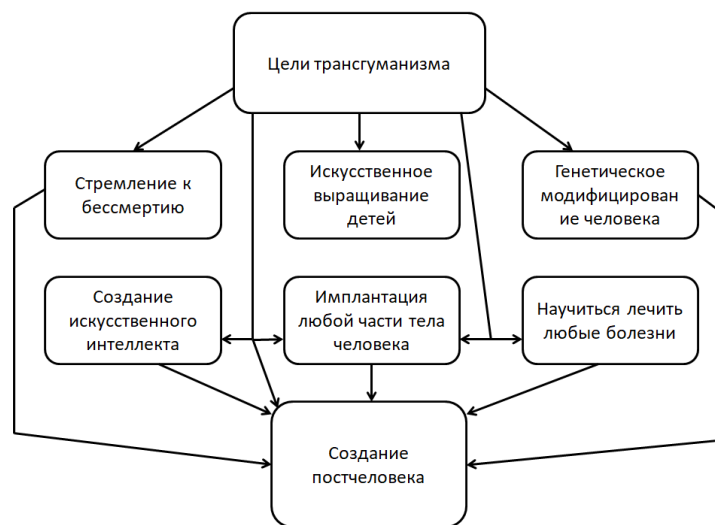 Цели трансгуманизма
Стремление к
бессмертию
Искусственное
выращивание
детей
Генетическое
модифицирован
ие человека
Создание
искусственного
интеллекта
Имплантация
любой части тела
человека
Научиться лечить
любые болезни
Создание
постчеловека